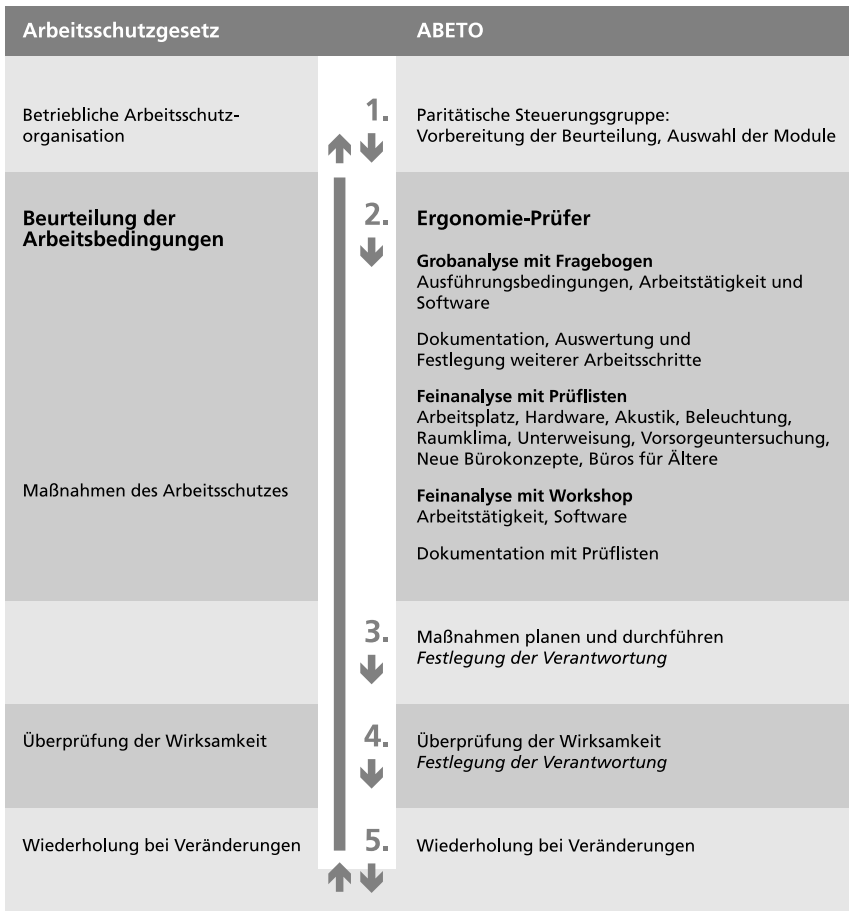 Arbeitsschutzgesetz
ABETO
Betriebliche Arbeitsschutz-
organisation
1.
Paritätische Steuerungsgruppe:
Vorbereitung der Beurteilung, Auswahl der Module
Beurteilung der
Arbeitsbedingungen
2.
Ergonomie-Prüfer
Grobanalyse mit Fragebogen
Ausführungsbedingungen, Arbeitstätigkeit und
Software
Dokumentation, Auswertung und
Festlegung weiterer Arbeitsschritte
Feinanalyse mit Prüflisten
Arbeitsplatz, Hardware, Akustik, Beleuchtung,
Raumklima, Unterweisung, Vorsorgeuntersuchung,
Neue Bürokonzepte, Büros für Ältere
Maßnahmen des Arbeitsschutzes
Feinanalyse mit Workshop
Arbeitstätigkeit, Software
Dokumentation mit Prüflisten
3.
Maßnahmen planen und durchführen
Festlegung der Verantwortung
Überprüfung der Wirksamkeit
4.
Überprüfung der Wirksamkeit
Festlegung der Verantwortung
Wiederholung bei Veränderungen
5.
Wiederholung bei Veränderungen